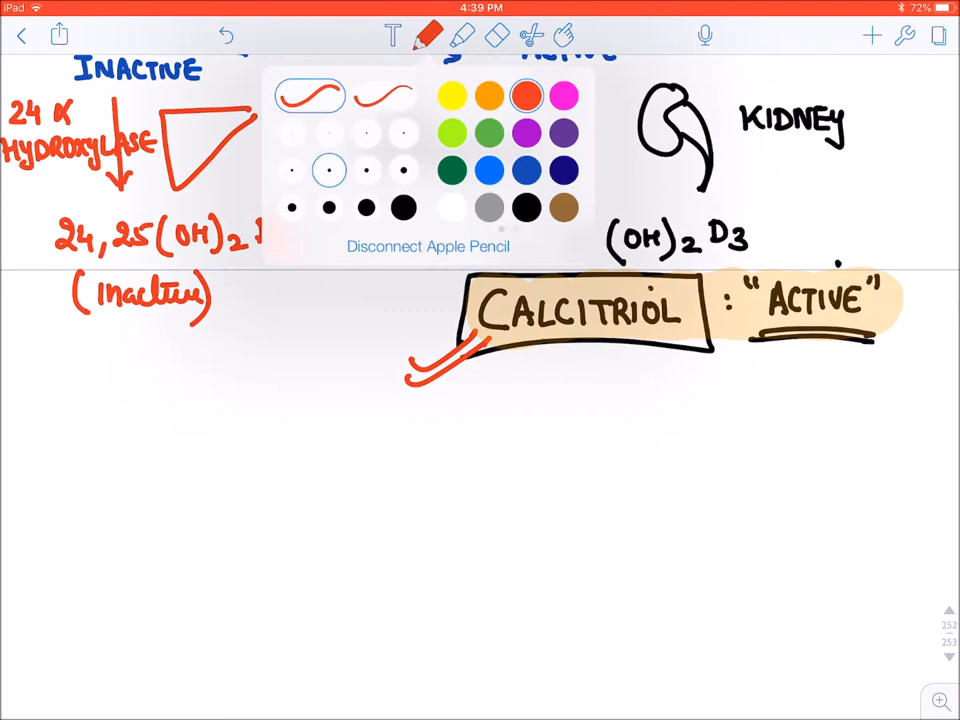 iPad 4:39 PM 72%
T
INACTIVE
24 α
HYDROXYLASE
KIDNEY
24,25(OH)2
(OH)2 D3
(Inactive)
CALCITRIOL : "ACTIVE"
Disconnect Apple Pencil
252
253